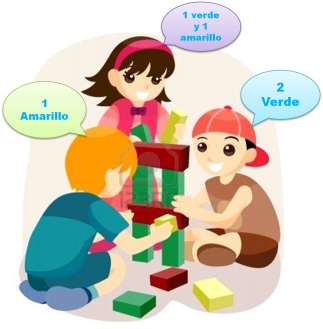 1 verde
y 1
amarillo
1
Amarillo
2
Verde